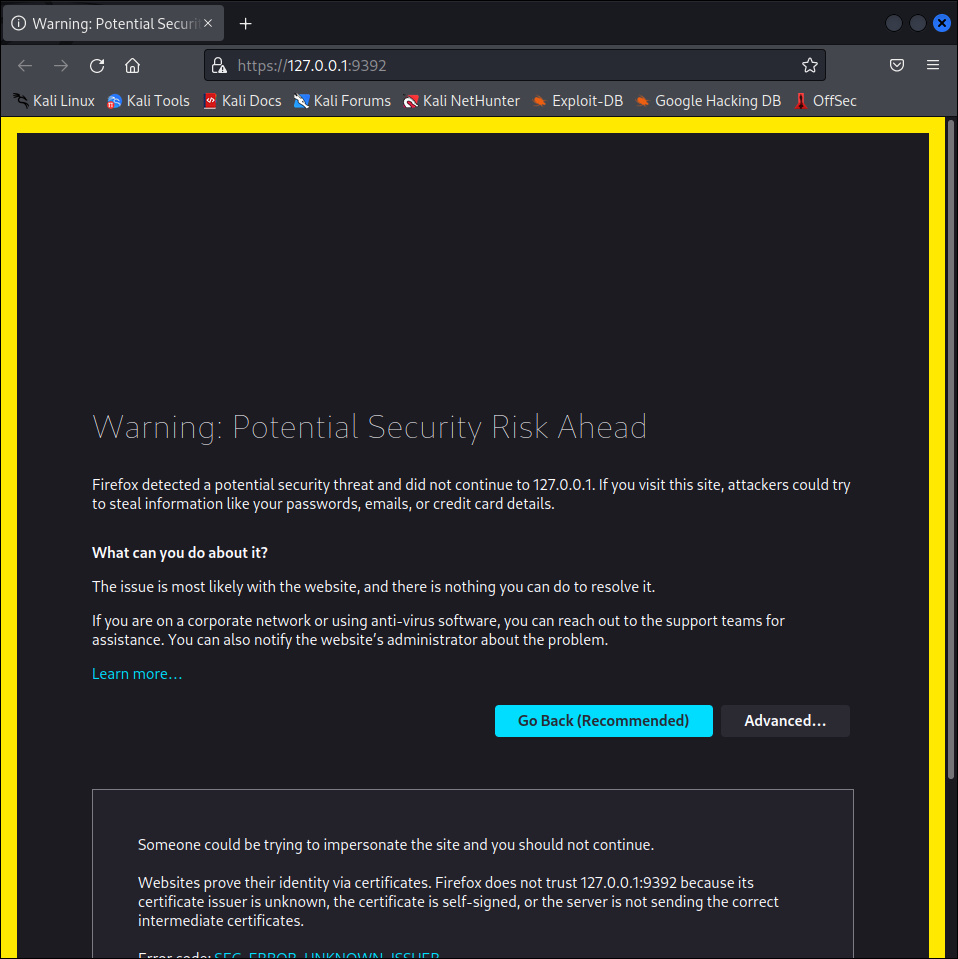 Warning: Potential Securi
https://127.0.0.1:9392
Kali Linux Kali Tools Kali Docs Kali Forums Kali NetHunter Exploit-DB Google Hacking DB OffSec
Warning: Potential Security Risk Ahead
Firefox detected a potential security threat and did not continue to 127.0.0.1. If you visit this site, attackers could try
to steal information like your passwords, emails, or credit card details.
What can you do about it?
The issue is most likely with the website, and there is nothing you can do to resolve it.
If you are on a corporate network or using anti-virus software, you can reach out to the support teams for
assistance. You can also notify the website’s administrator about the problem.
Learn more…
Go Back (Recommended) Advanced…
Someone could be trying to impersonate the site and you should not continue.
Websites prove their identity via certificates. Firefox does not trust 127.0.0.1:9392 because its
certificate issuer is unknown, the certificate is self-signed, or the server is not sending the correct
intermediate certificates.
Error code: SEC_ERROR_UNKNOWN_ISSUER